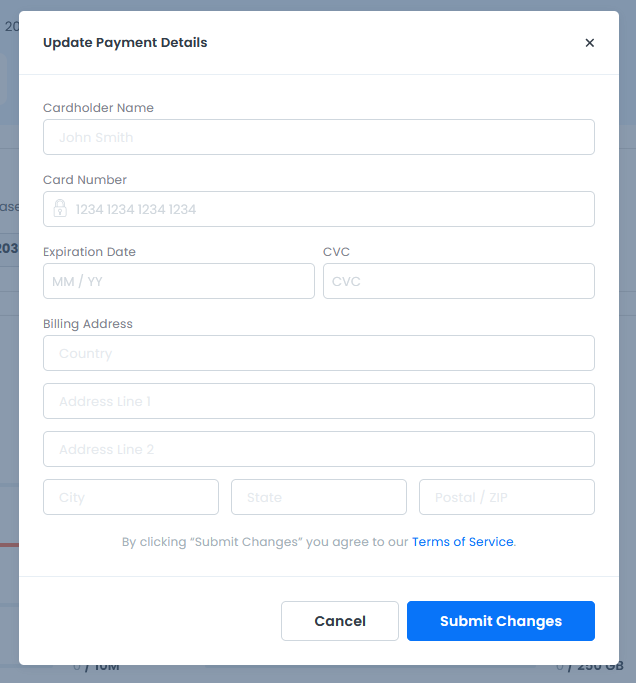 20
Update Payment Details ×
Cardholder Name
John Smith
Card Number
1234 1234 1234 1234
Expiration Date CVC
MM / YY CVC
Billing Address
Country
Address Line 1
Address Line 2
City State Postal / ZIP
By clicking “Submit Changes” you agree to our Terms of Service.
Cancel Submit Changes
0 / 10M 0 / 250 GB